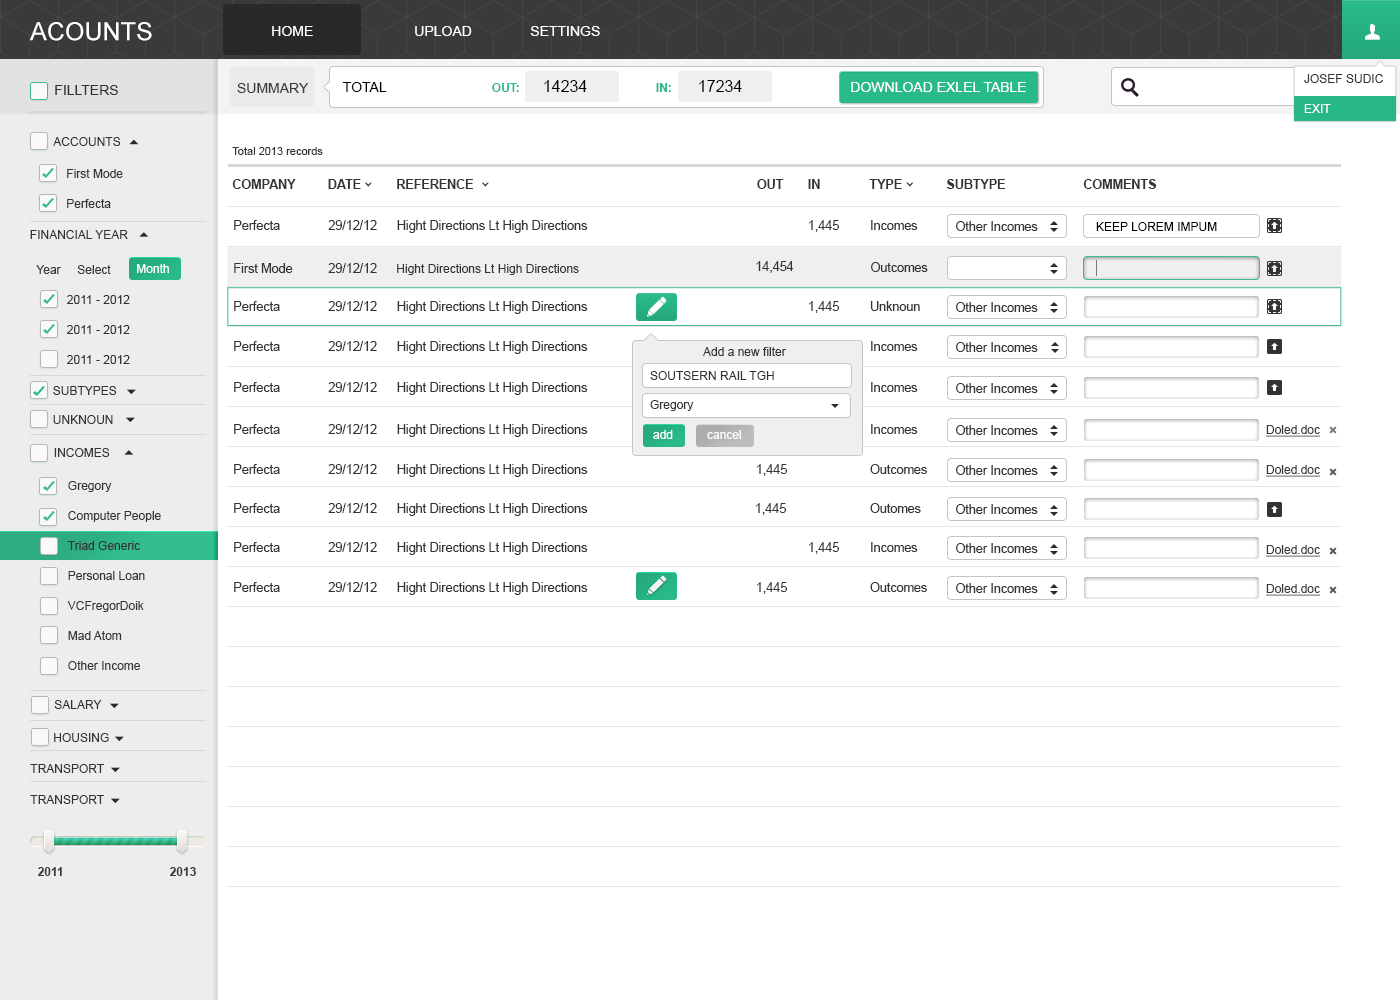 ACOUNTS HOME UPLOAD SETTINGS
JOSEF SUDIC
EXIT
SUMMARY TOTAL OUT: 14234 IN: 17234 DOWNLOAD EXLEL TABLE
FILLTERS
ACCOUNTS
First Mode
Perfecta
FINANCIAL YEAR
Year Select Month
2011 - 2012
2011 - 2012
2011 - 2012
SUBTYPES
UNKNOUN
INCOMES
Gregory
Computer People
Triad Generic
Personal Loan
VCFregorDoik
Mad Atom
Other Income
SALARY
HOUSING
TRANSPORT
TRANSPORT
2011 2013
Total 2013 records
COMPANY DATE REFERENCE OUT IN TYPE SUBTYPE COMMENTS
Perfecta 29/12/12 Hight Directions Lt High Directions 1,445 Incomes Other Incomes KEEP LOREM IMPUM
First Mode 29/12/12 Hight Directions Lt High Directions 14,454 Outcomes
Perfecta 29/12/12 Hight Directions Lt High Directions 1,445 Unknoun Other Incomes
Perfecta 29/12/12 Hight Directions Lt High Directions Incomes Other Incomes
Perfecta 29/12/12 Hight Directions Lt High Directions Incomes Other Incomes
Perfecta 29/12/12 Hight Directions Lt High Directions Incomes Other Incomes Doled.doc
Perfecta 29/12/12 Hight Directions Lt High Directions 1,445 Outcomes Other Incomes Doled.doc
Perfecta 29/12/12 Hight Directions Lt High Directions 1,445 Outomes Other Incomes
Perfecta 29/12/12 Hight Directions Lt High Directions 1,445 Incomes Other Incomes Doled.doc
Perfecta 29/12/12 Hight Directions Lt High Directions 1,445 Outcomes Other Incomes Doled.doc
Add a new filter
SOUTSERN RAIL TGH
Gregory
add cancel